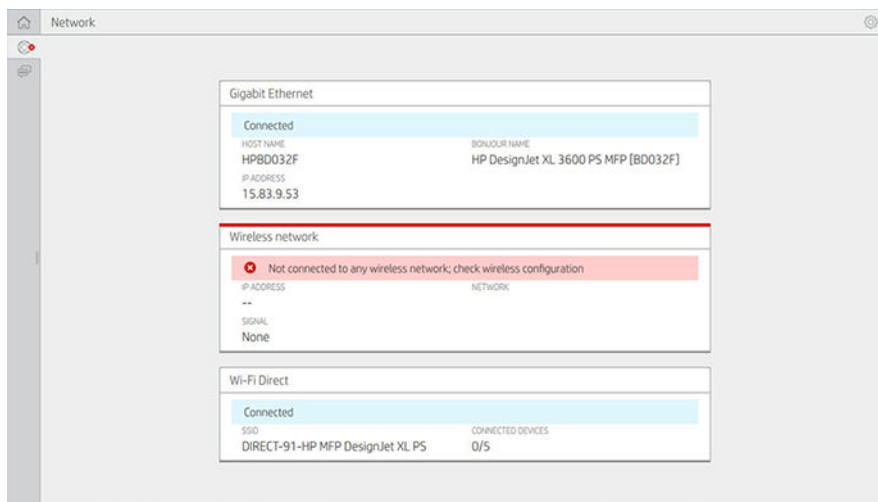 Network
Gigabit Ethernet
Connected
HOST NAME BONJOUR NAME
HPBD032F HP DesignJet XL 3600 PS MFP [BD032F]
IP ADDRESS
15.83.9.53
Wireless network
Not connected to any wireless network; check wireless configuration
IP ADDRESS NETWORK
--
SIGNAL
None
Wi-Fi Direct
Connected
SSID CONNECTED DEVICES
DIRECT-91-HP MFP DesignJet XL PS 0/5